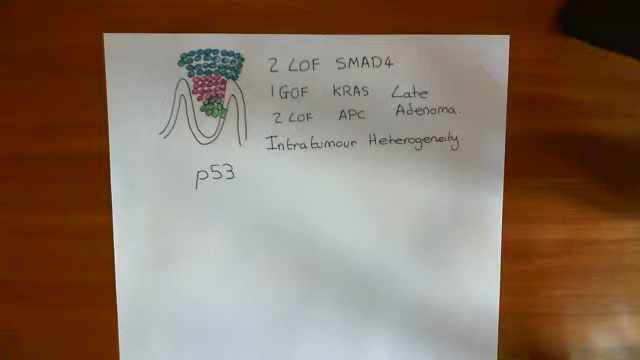 2 LOF SMAD4
1 GOF KRAS Late
2 LOF APC Adenoma.
Intratumour Heterogeneity.
p53